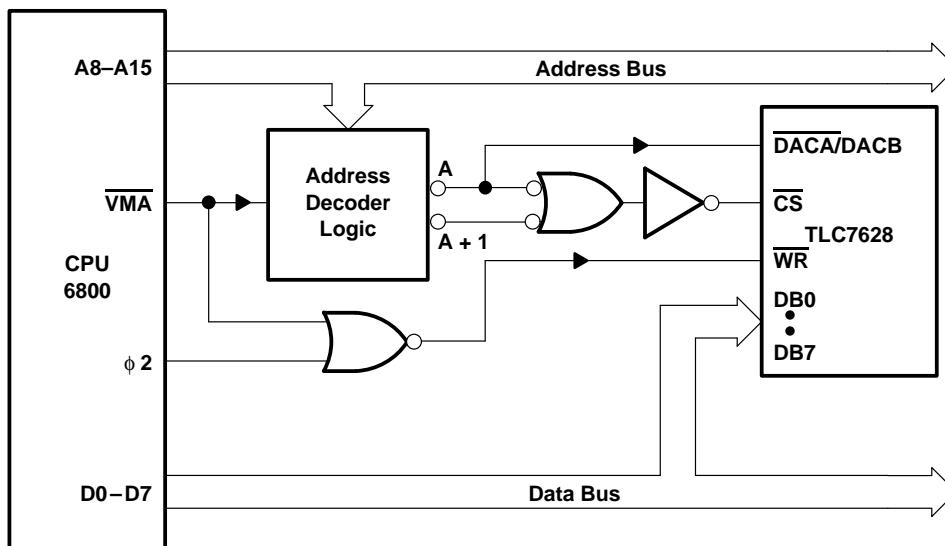 A8–A15
Address Bus
DACA/DACB
A
Address
Decoder
Logic
VMA
CS
A + 1
TLC7628
CPU
6800
WR
DB0
ϕ 2
DB7
D0–D7
Data Bus